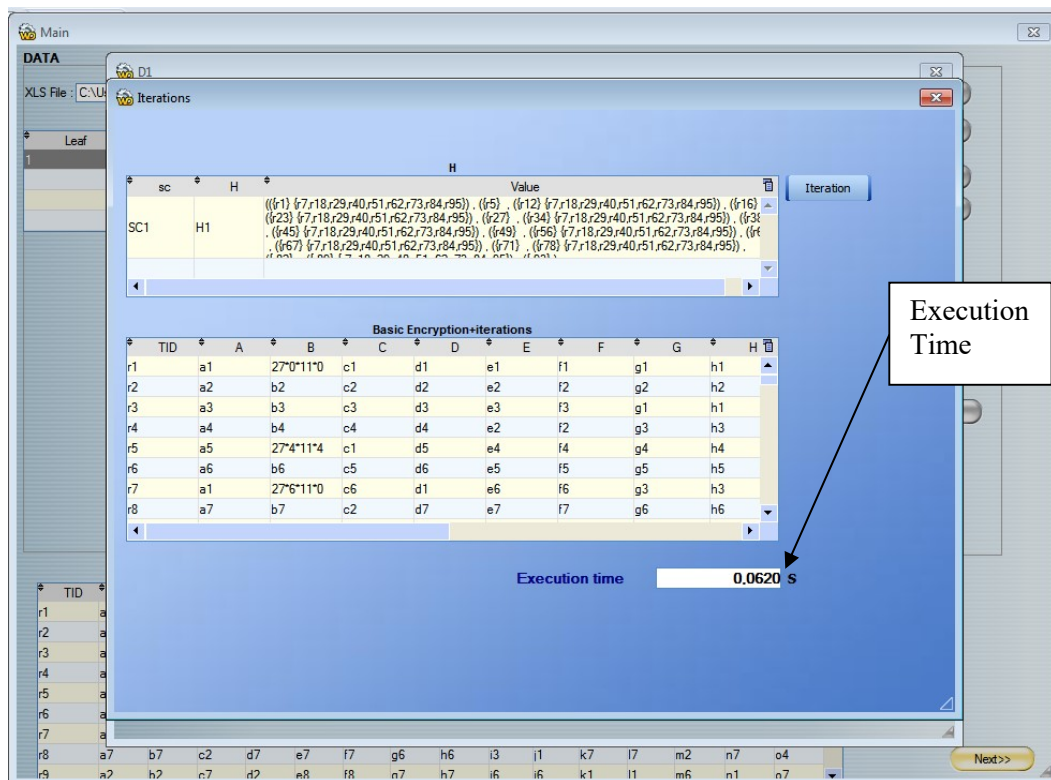 Main
DATA
D1
XLS File : C:\U
Iterations
Leaf
1
H
sc H Value
Iteration
SC1 H1
(({r1} {r7,r18,r29,r40,r51,r62,r73,r84,r95}) , ({r5} , ({r12} {r7,r18,r29,r40,r51,r62,r73,r84,r95}) , ({r16}
({r23} {r7,r18,r29,r40,r51,r62,r73,r84,r95}) , ({r27} , ({r34} {r7,r18,r29,r40,r51,r62,r73,r84,r95}) , ({r38
, ({r45} {r7,r18,r29,r40,r51,r62,r73,r84,r95}) , ({r49} , ({r56} {r7,r18,r29,r40,r51,r62,r73,r84,r95}) , ({r6
, ({r67} {r7,r18,r29,r40,r51,r62,r73,r84,r95}) , ({r71} , ({r78} {r7,r18,r29,r40,r51,r62,r73,r84,r95}) ,
Execution
Time
Basic Encryption+iterations
TID A B C D E F G H
r1 a1 27*0*11*0 c1 d1 e1 f1 g1 h1
r2 a2 b2 c2 d2 e2 f2 g2 h2
r3 a3 b3 c3 d3 e3 f3 g1 h1
r4 a4 b4 c4 d4 e2 f2 g3 h3
r5 a5 27*4*11*4 c1 d5 e4 f4 g4 h4
r6 a6 b6 c5 d6 e5 f5 g5 h5
r7 a1 27*6*11*0 c6 d1 e6 f6 g3 h3
r8 a7 b7 c2 d7 e7 f7 g6 h6
Execution time 0,0620 s
TID
r1 a
r2 a
r3 a
r4 a
r5 a
r6 a
r7 a
r8 a7 b7 c2 d7 e7 f7 g6 h6 i3 j1 k7 l7 m2 n7 o4
r9 a2 b2 c7 d2 e8 f8 g7 h7 i6 j6 k1 l1 m6 n1 o7
Next>>